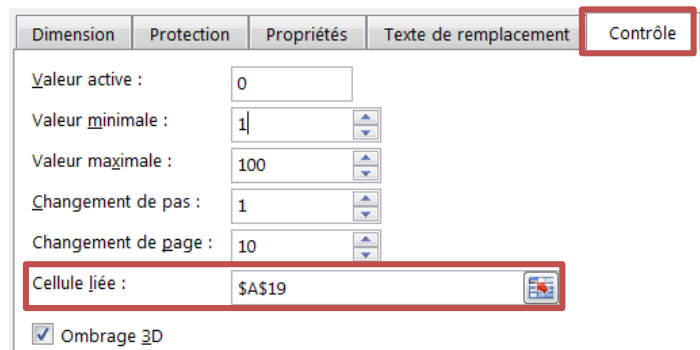 Dimension Protection Propriétés Texte de remplacement Contrôle
Valeur active : 0
Valeur minimale : 1
Valeur maximale : 100
Changement de pas : 1
Changement de page : 10
Cellule liée : $A$19
Ombrage 3D